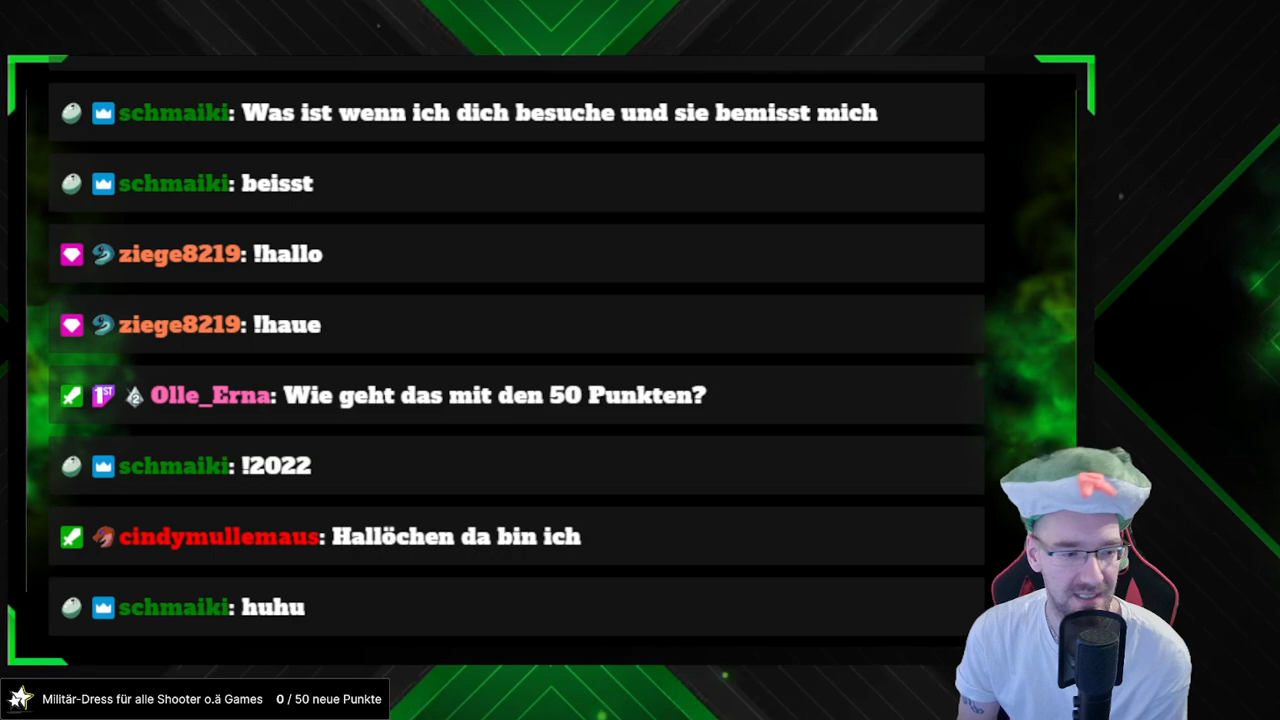 schmaiki: Was ist wenn ich dich besuche und sie bemisst mich
schmaiki: beisst
ziege8219: !hallo
ziege8219: !haue
1ST 2 Olle_Erna: Wie geht das mit den 50 Punkten?
schmaiki: !2022
cindymullemaus: Hallöchen da bin ich
schmaiki: huhu
Militär-Dress für alle Shooter o.ä Games 0 / 50 neue Punkte